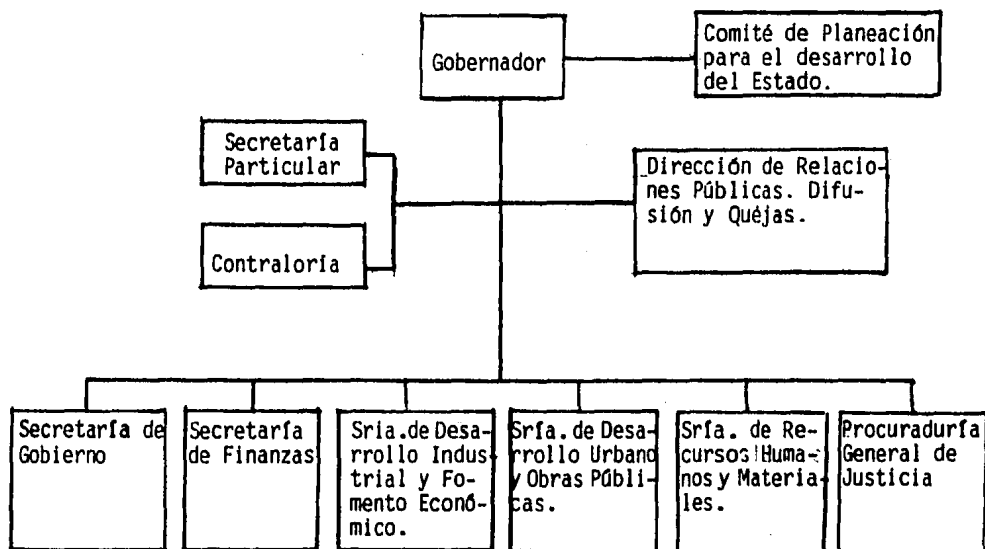 Gobernador
Comité de Planeación
para el desarrollo
del Estado.
Secretaría
Particular
Dirección de Relacio-
nes Públicas. Difu-
sión y Quéjas.
Contraloría
Secretaría de
Gobierno
Secretaría
de Finanzas
Sria.de Desa-
rrollo Indus
trial y Fo-
mento Econó-
mico.
Sría. de Desa-
rrollo Urbano
y Obras Públi-
cas.
Sría. de Re-
cursos Huma-
nos y Materia-
les.
Procuraduría
General de
Justicia